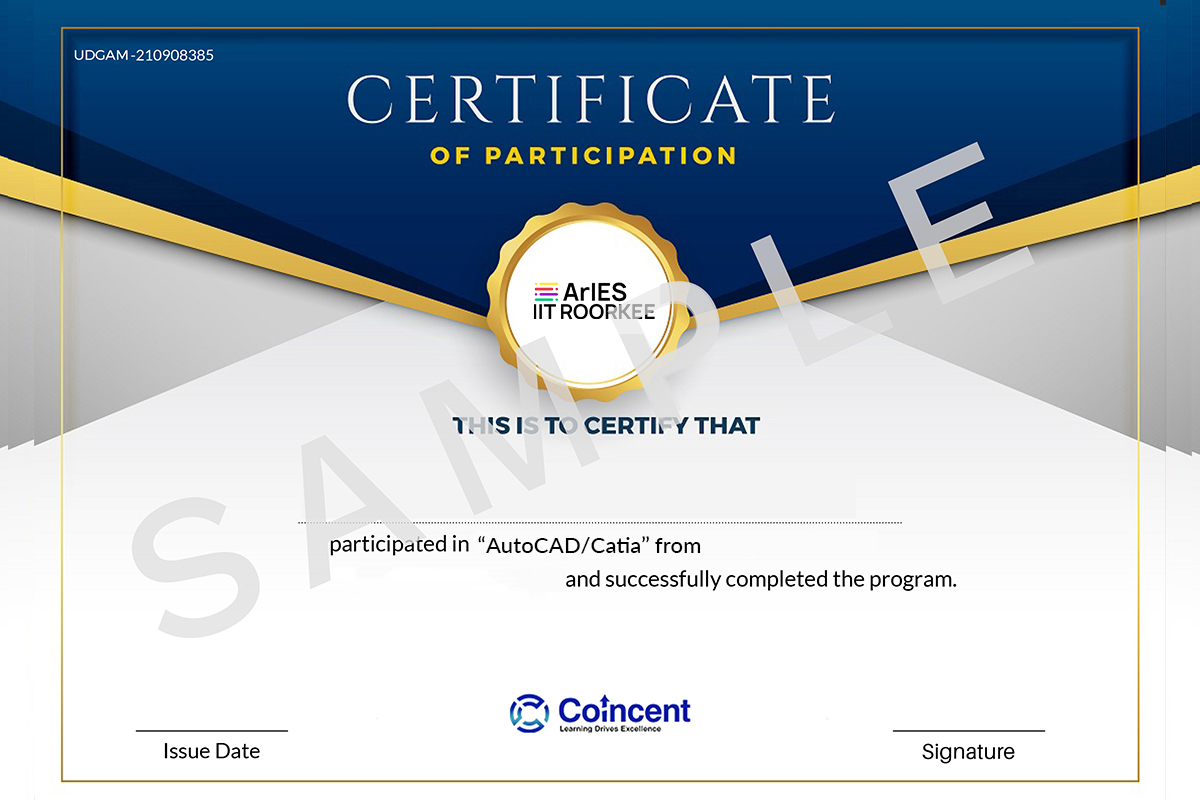 UDGAM-210908385
CERTIFICATE
OF PARTICIPATION
ArIES
IIT ROORKEE
SAMPLE
THIS IS TO CERTIFY THAT
participated in "AutoCAD/Catia" from
and successfully completed the program.
Coincent
Learning Drives Excellence
Issue Date
Signature